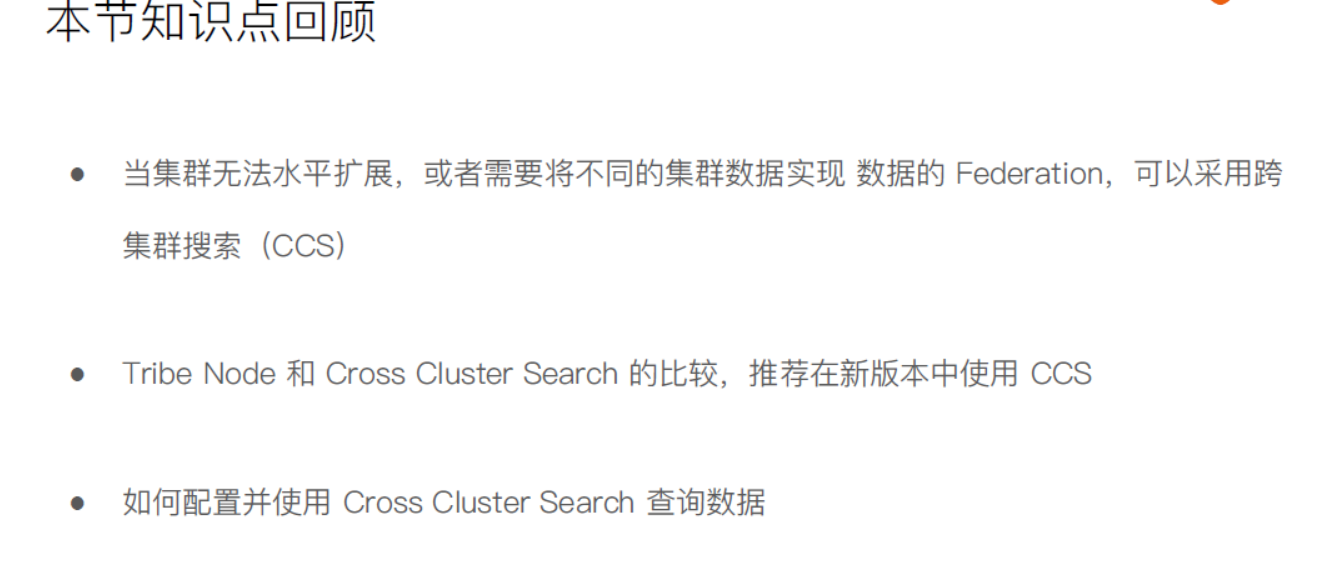 本节知识点回顾
● 当集群无法水平扩展，或者需要将不同的集群数据实现 数据的 Federation，可以采用跨
集群搜索（CCS）
● Tribe Node 和 Cross Cluster Search 的比较，推荐在新版本中使用 CCS
● 如何配置并使用 Cross Cluster Search 查询数据